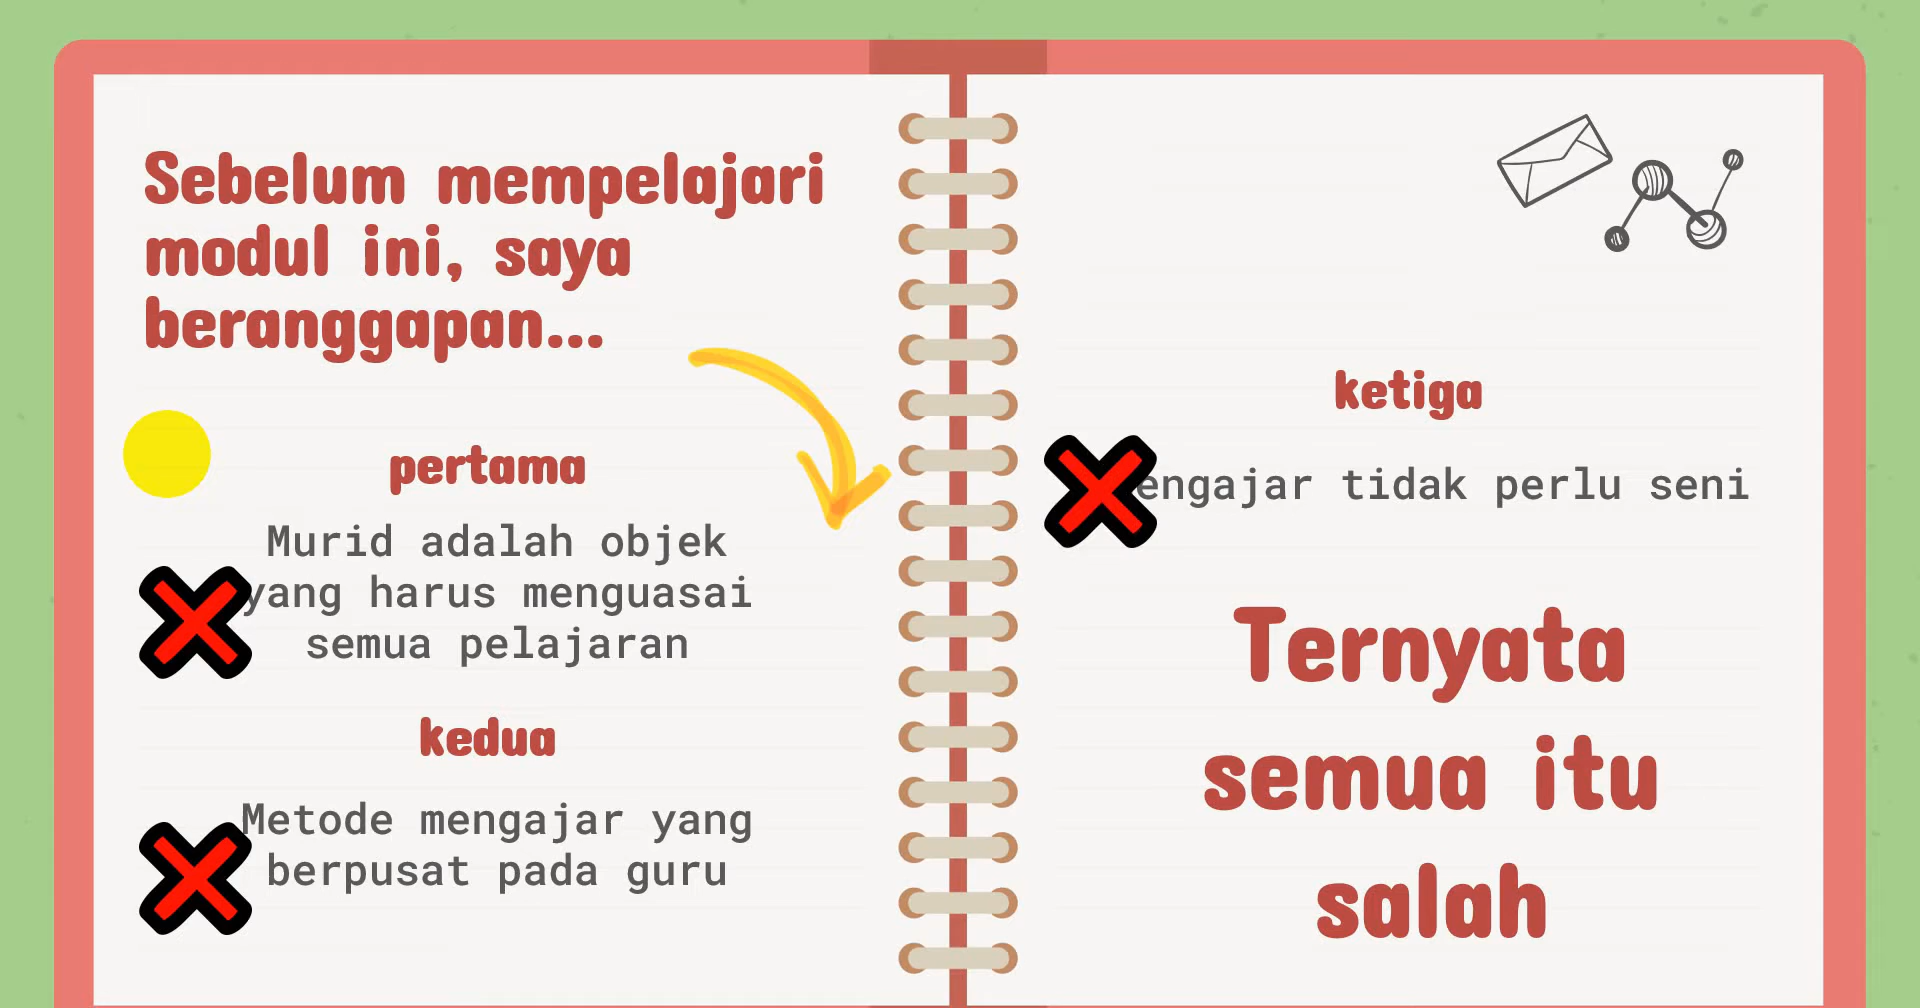 Sebelum mempelajari
modul ini, saya
beranggapan...
pertama
Murid adalah objek
yang harus menguasai
semua pelajaran
kedua
Metode mengajar yang
berpusat pada guru
ketiga
engajar tidak perlu seni
Ternyata
semua itu
salah